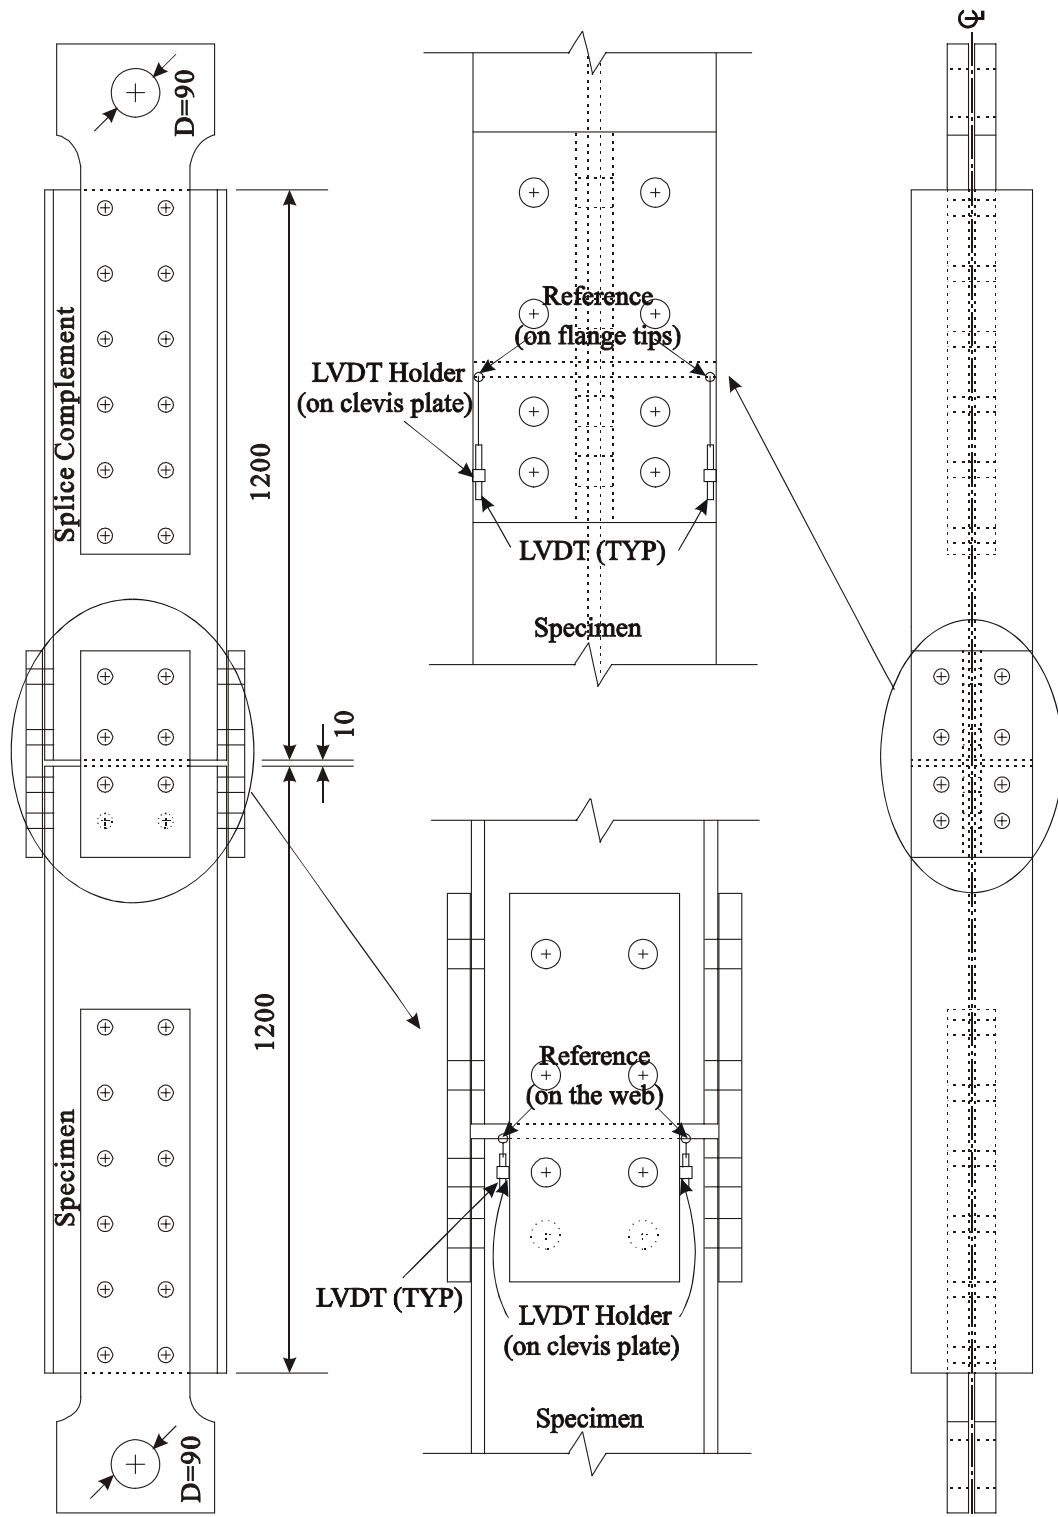 D=90
Splice Complement
1200
10
1200
Specimen
D=90
Reference
(on flange tips)
LVDT Holder
(on clevis plate)
LVDT (TYP)
Specimen
Reference
(on the web)
LVDT (TYP)
LVDT Holder
(on clevis plate)
Specimen